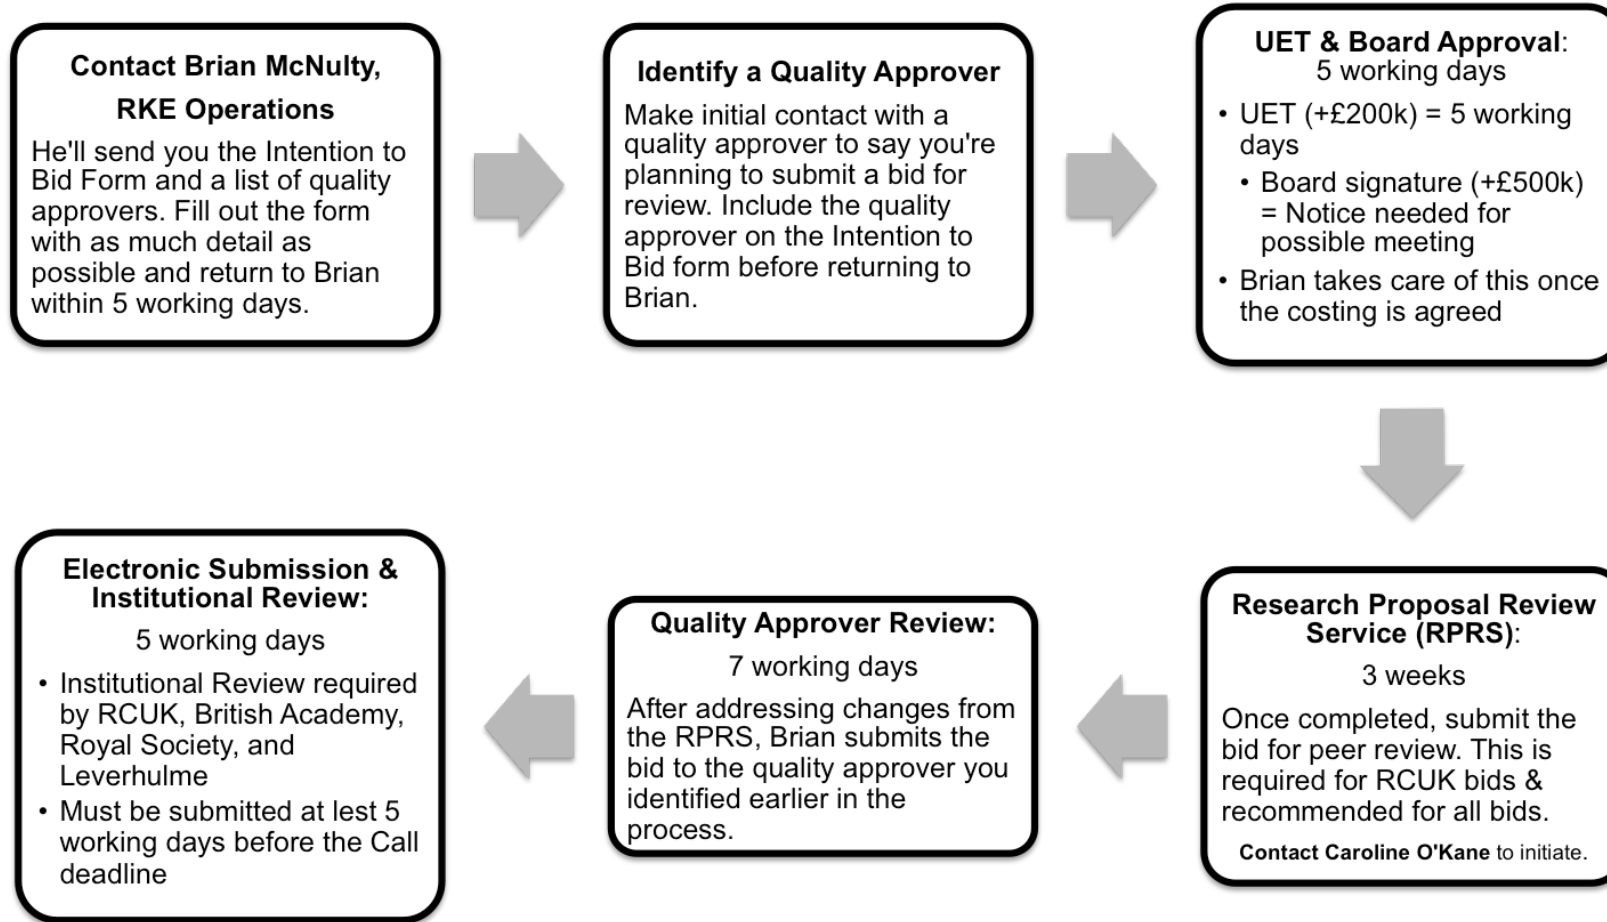 Contact Brian McNulty,
RKE Operations
He'll send you the Intention to
Bid Form and a list of quality
approvers. Fill out the form
with as much detail as
possible and return to Brian
within 5 working days.
Identify a Quality Approver
Make initial contact with a
quality approver to say you're
planning to submit a bid for
review. Include the quality
approver on the Intention to
Bid form before returning to
Brian.
UET & Board Approval:
5 working days
• UET (+£200k) = 5 working
days
• Board signature (+£500k)
= Notice needed for
possible meeting
• Brian takes care of this once
the costing is agreed
Research Proposal Review
Service (RPRS):
3 weeks
Once completed, submit the
bid for peer review. This is
required for RCUK bids &
recommended for all bids.
Contact Caroline O'Kane to initiate.
Quality Approver Review:
7 working days
After addressing changes from
the RPRS, Brian submits the
bid to the quality approver you
identified earlier in the
process.
Electronic Submission &
Institutional Review:
5 working days
• Institutional Review required
by RCUK, British Academy,
Royal Society, and
Leverhulme
• Must be submitted at lest 5
working days before the Call
deadline